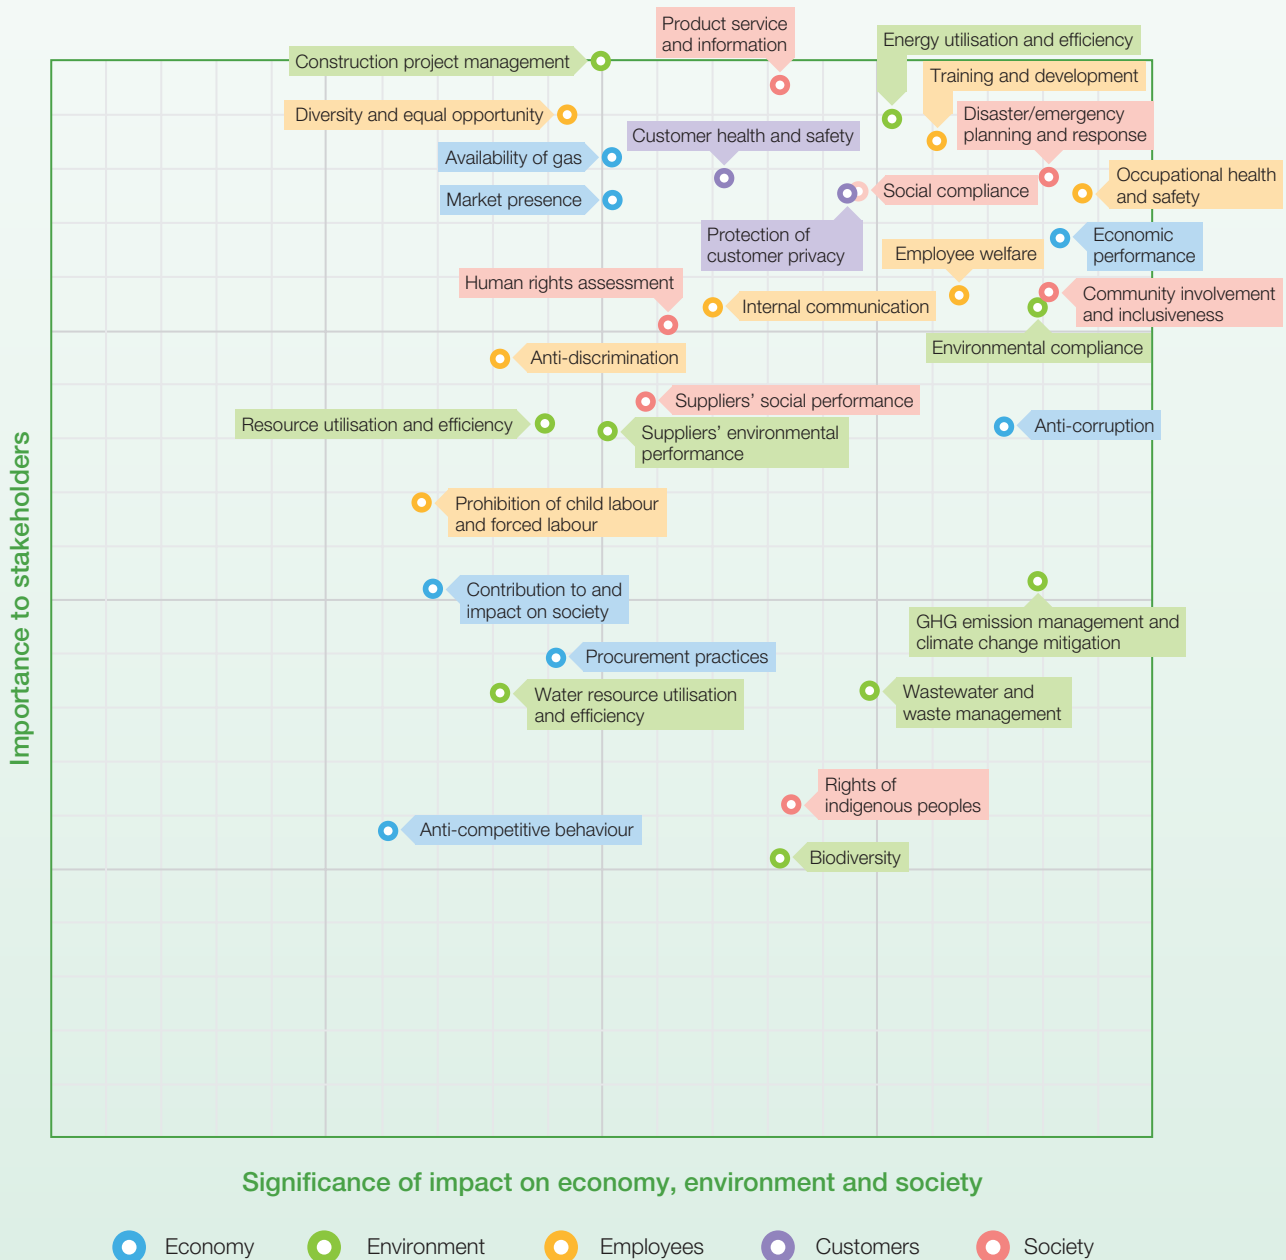 Product service
and information
Energy utilisation and efficiency
Construction project management
Training and development
Diversity and equal opportunity
Disaster/emergency
planning and response
Customer health and safety
Availability of gas
Occupational health
and safety
Social compliance
Market presence
Protection of
customer privacy
Economic
performance
Employee welfare
Human rights assessment
Community involvement
and inclusiveness
Internal communication
Environmental compliance
Anti-discrimination
Suppliers’ social performance
Resource utilisation and efficiency
Suppliers’ environmental
performance
Anti-corruption
Prohibition of child labour
and forced labour
Contribution to and
impact on society
GHG emission management and
climate change mitigation
Procurement practices
Water resource utilisation
and efficiency
Wastewater and
waste management
Rights of
indigenous peoples
Anti-competitive behaviour
Biodiversity
Importance to stakeholders
Significance of impact on economy, environment and society
Economy
Environment
Employees
Customers
Society